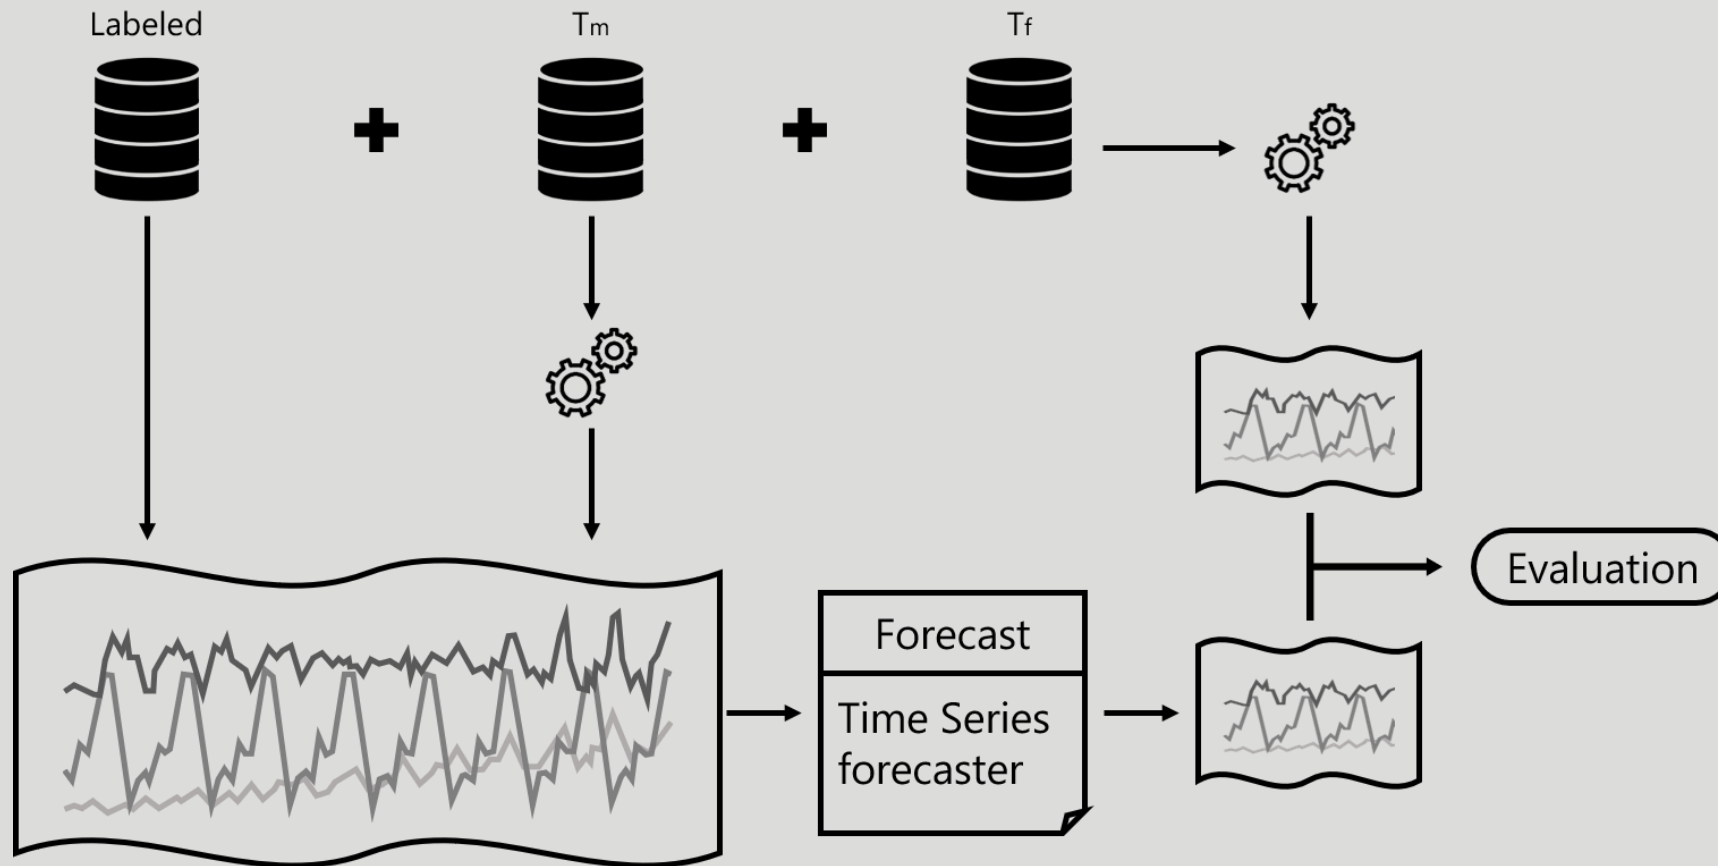 Labeled
Tm
Tf
Evaluation
Forecast
Time Series
forecaster